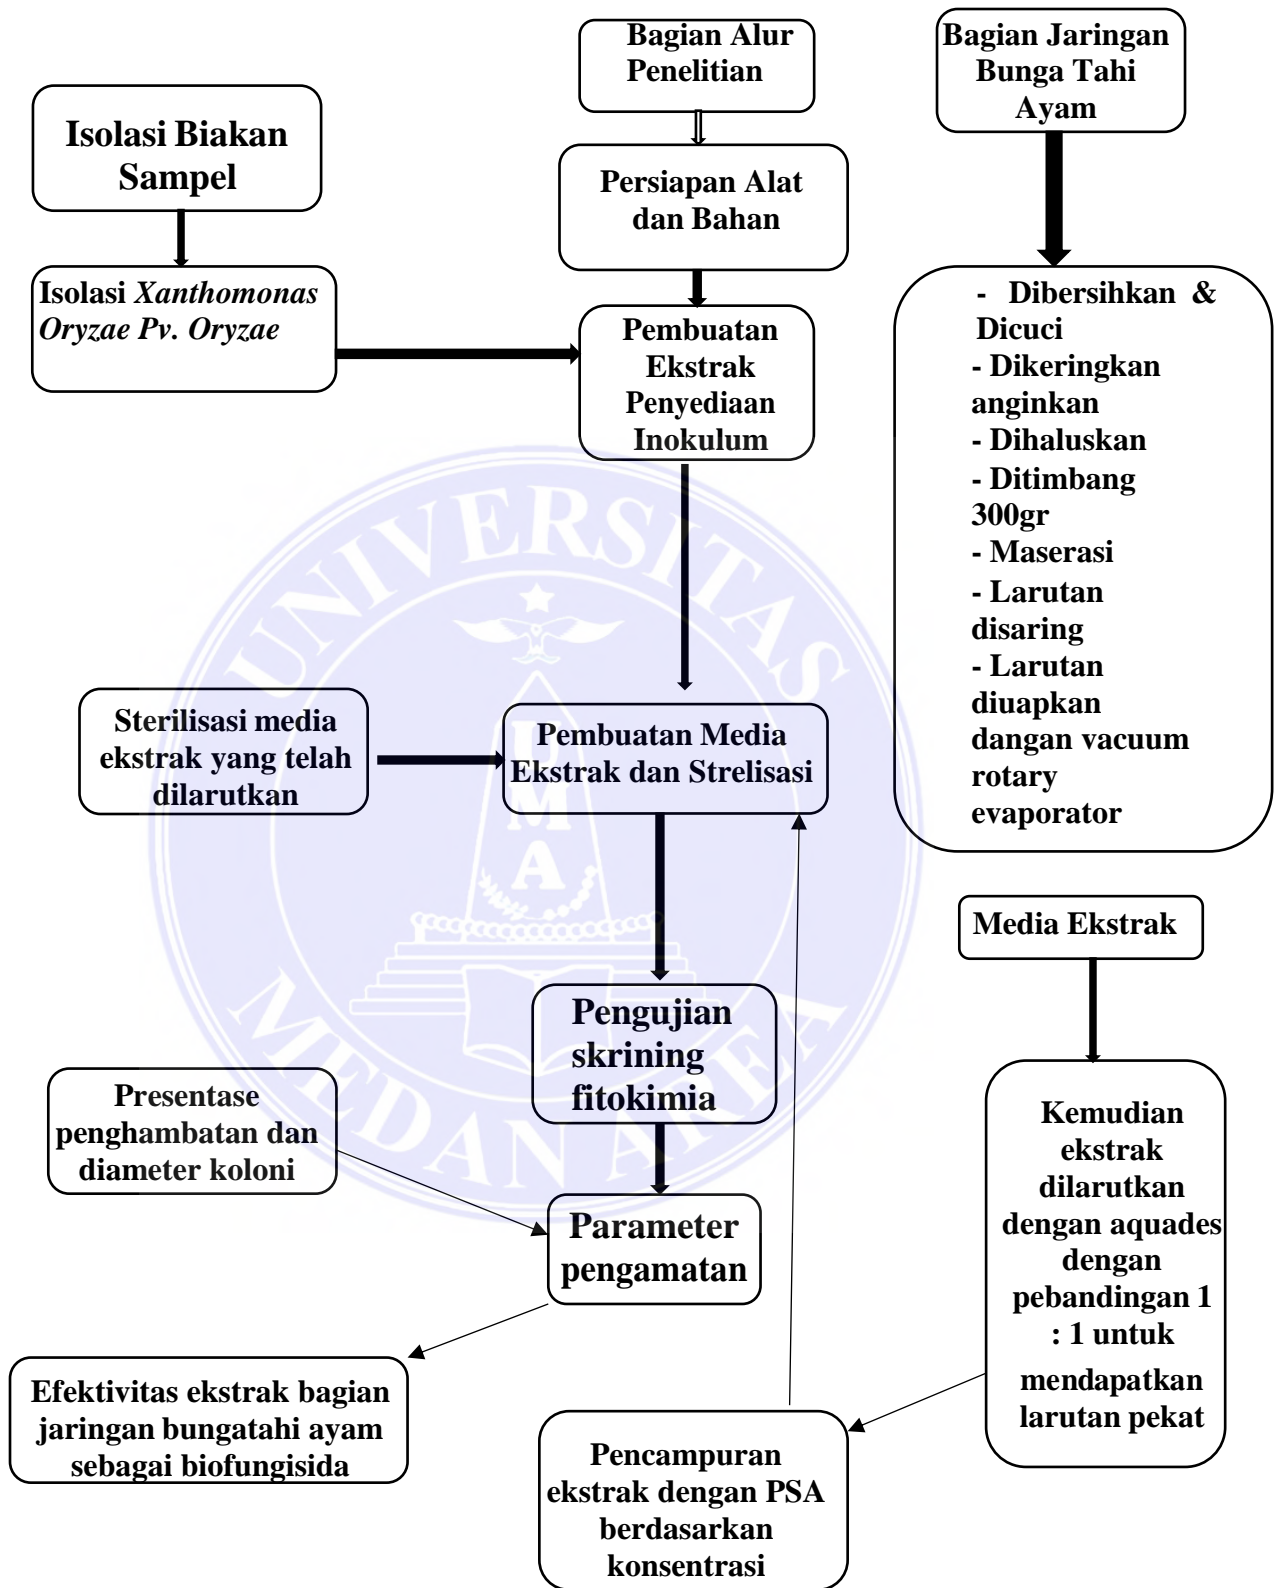 Bagian Alur
Penelitian
Bagian Jaringan
Bunga Tahi
Ayam
Isolasi Biakan
Sampel
Persiapan Alat
dan Bahan
Isolasi Xanthomonas
Oryzae Pv. Oryzae
Pembuatan
Ekstrak
Penyediaan
Inokulum
- Dibersihkan &
Dicuci
- Dikeringkan
anginkan
- Dihaluskan
- Ditimbang
300gr
- Maserasi
- Larutan
disaring
- Larutan
diuapkan
dangan vacuum
rotary
evaporator
Sterilisasi media
ekstrak yang telah
dilarutkan
Pembuatan Media
Ekstrak dan Strelisasi
Media Ekstrak
Pengujian
skrining
fitokimia
Presentase
penghambatan dan
diameter koloni
Kemudian
ekstrak
dilarutkan
dengan aquades
dengan
pebandingan 1
: 1 untuk
mendapatkan
larutan pekat
Parameter
pengamatan
Efektivitas ekstrak bagian
jaringan bungatahi ayam
sebagai biofungisida
Pencampuran
ekstrak dengan PSA
berdasarkan
konsentrasi
UNIVERSITAS
MEDAN AREA
U
M
A